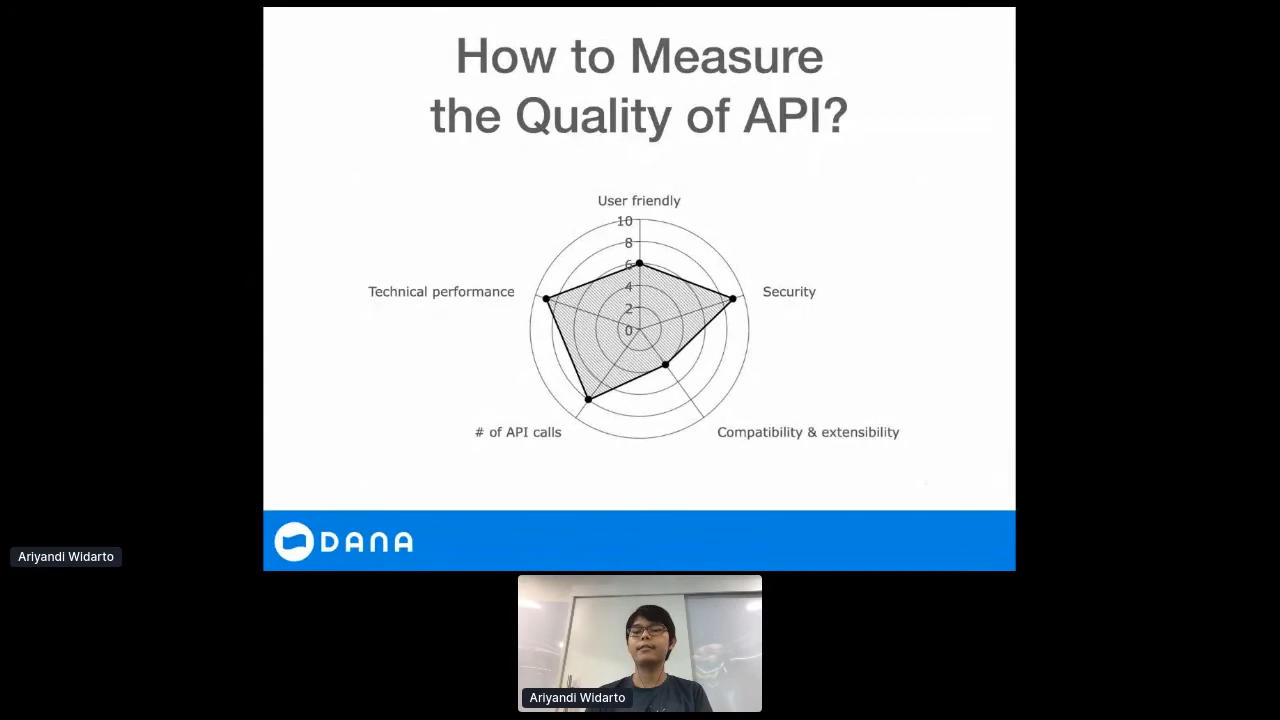 How to Measure
the Quality of API?
User friendly
10
8
6
4
2
0
Technical performance
Security
# of API calls
Compatibility & extensibility
DANA
Ariyandi Widarto
Ariyandi Widarto